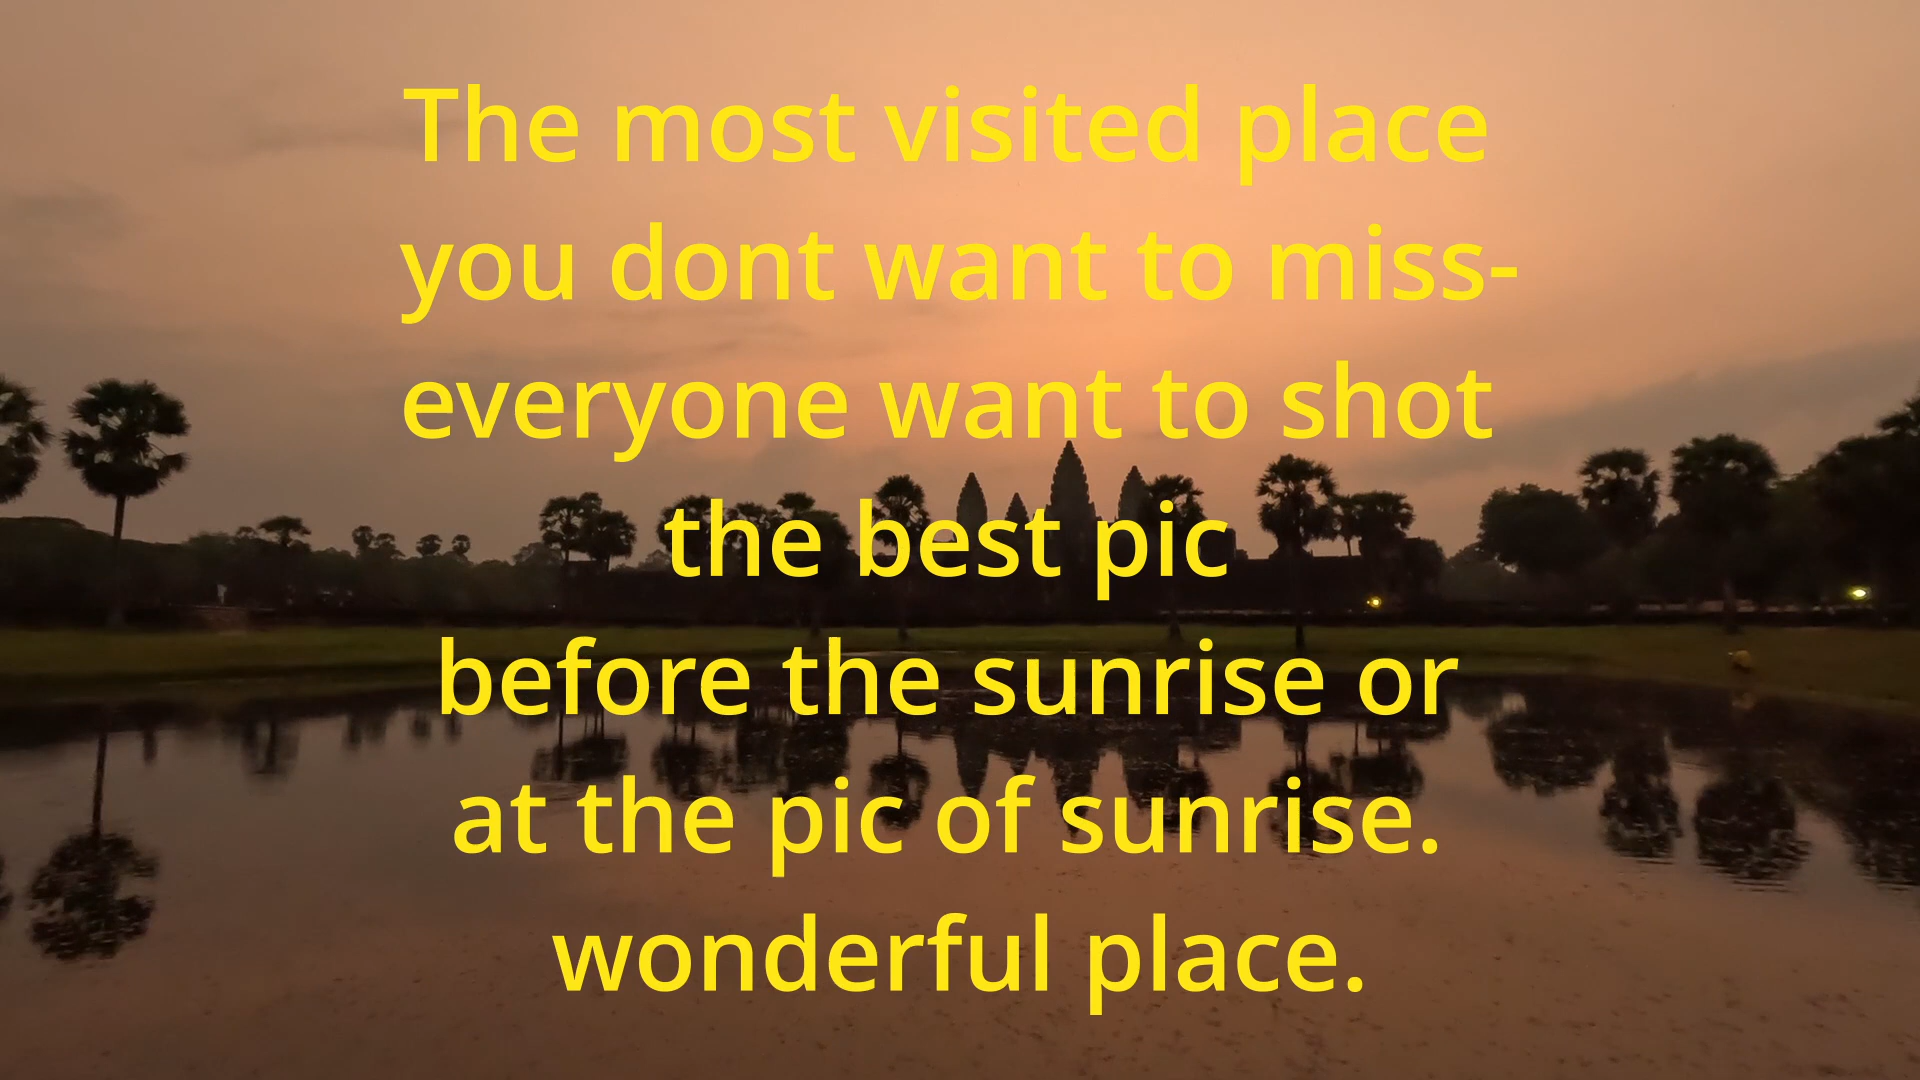 The most visited place
you dont want to miss-
everyone want to shot
the best pic
before the sunrise or
at the pic of sunrise.
wonderful place.